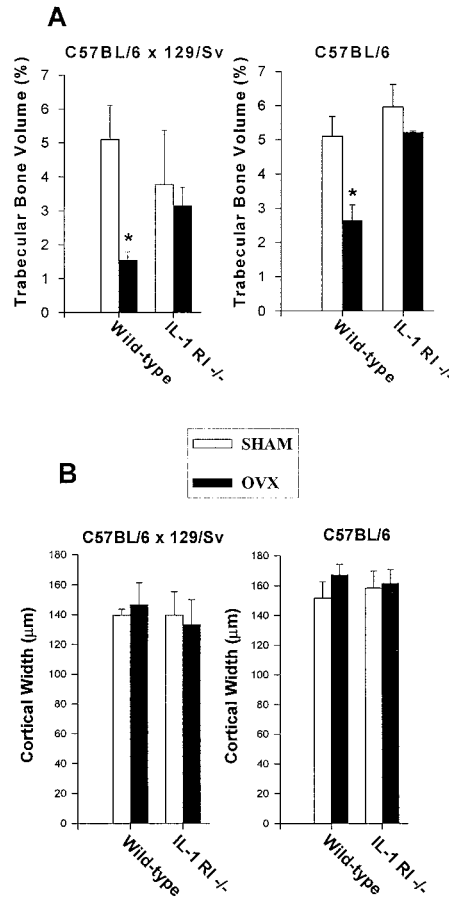 A
C57BL/6 x 129/Sv
Trabecular Bone Volume (%)
7
6
5
4
3
2
1
0
*
Wild-type
IL-1 RI -/-
C57BL/6
Trabecular Bone Volume (%)
7
6
5
4
3
2
1
0
*
Wild-type
IL-1 RI -/-
SHAM
OVX
B
C57BL/6 x 129/Sv
Cortical Width (μm)
180
160
140
120
100
80
60
40
20
0
Wild-type
IL-1 RI -/-
C57BL/6
Cortical Width (μm)
180
160
140
120
100
80
60
40
20
0
Wild-type
IL-1 RI -/-